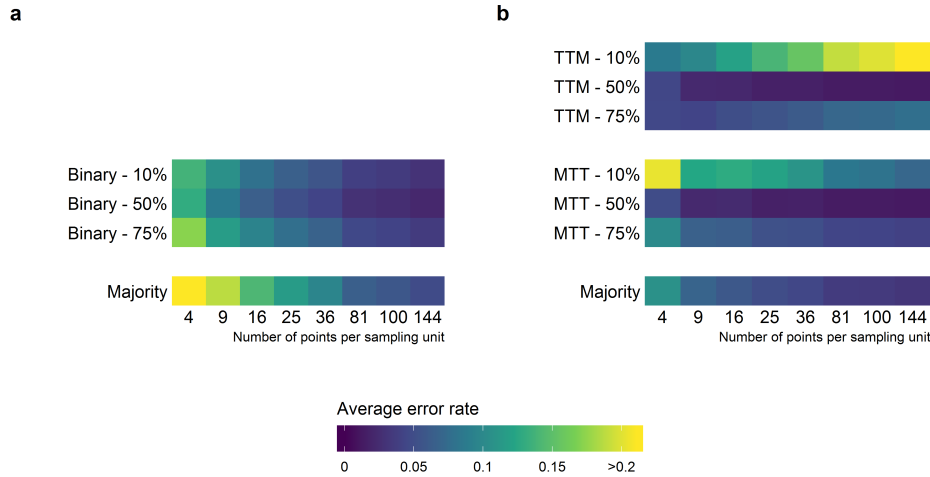 a
Binary - 10%
Binary - 50%
Binary - 75%
Majority
4 9 16 25 36 81 100 144
Number of points per sampling unit
b
TTM - 10%
TTM - 50%
TTM - 75%
MTT - 10%
MTT - 50%
MTT - 75%
Majority
4 9 16 25 36 81 100 144
Number of points per sampling unit
Average error rate
0 0.05 0.1 0.15 >0.2